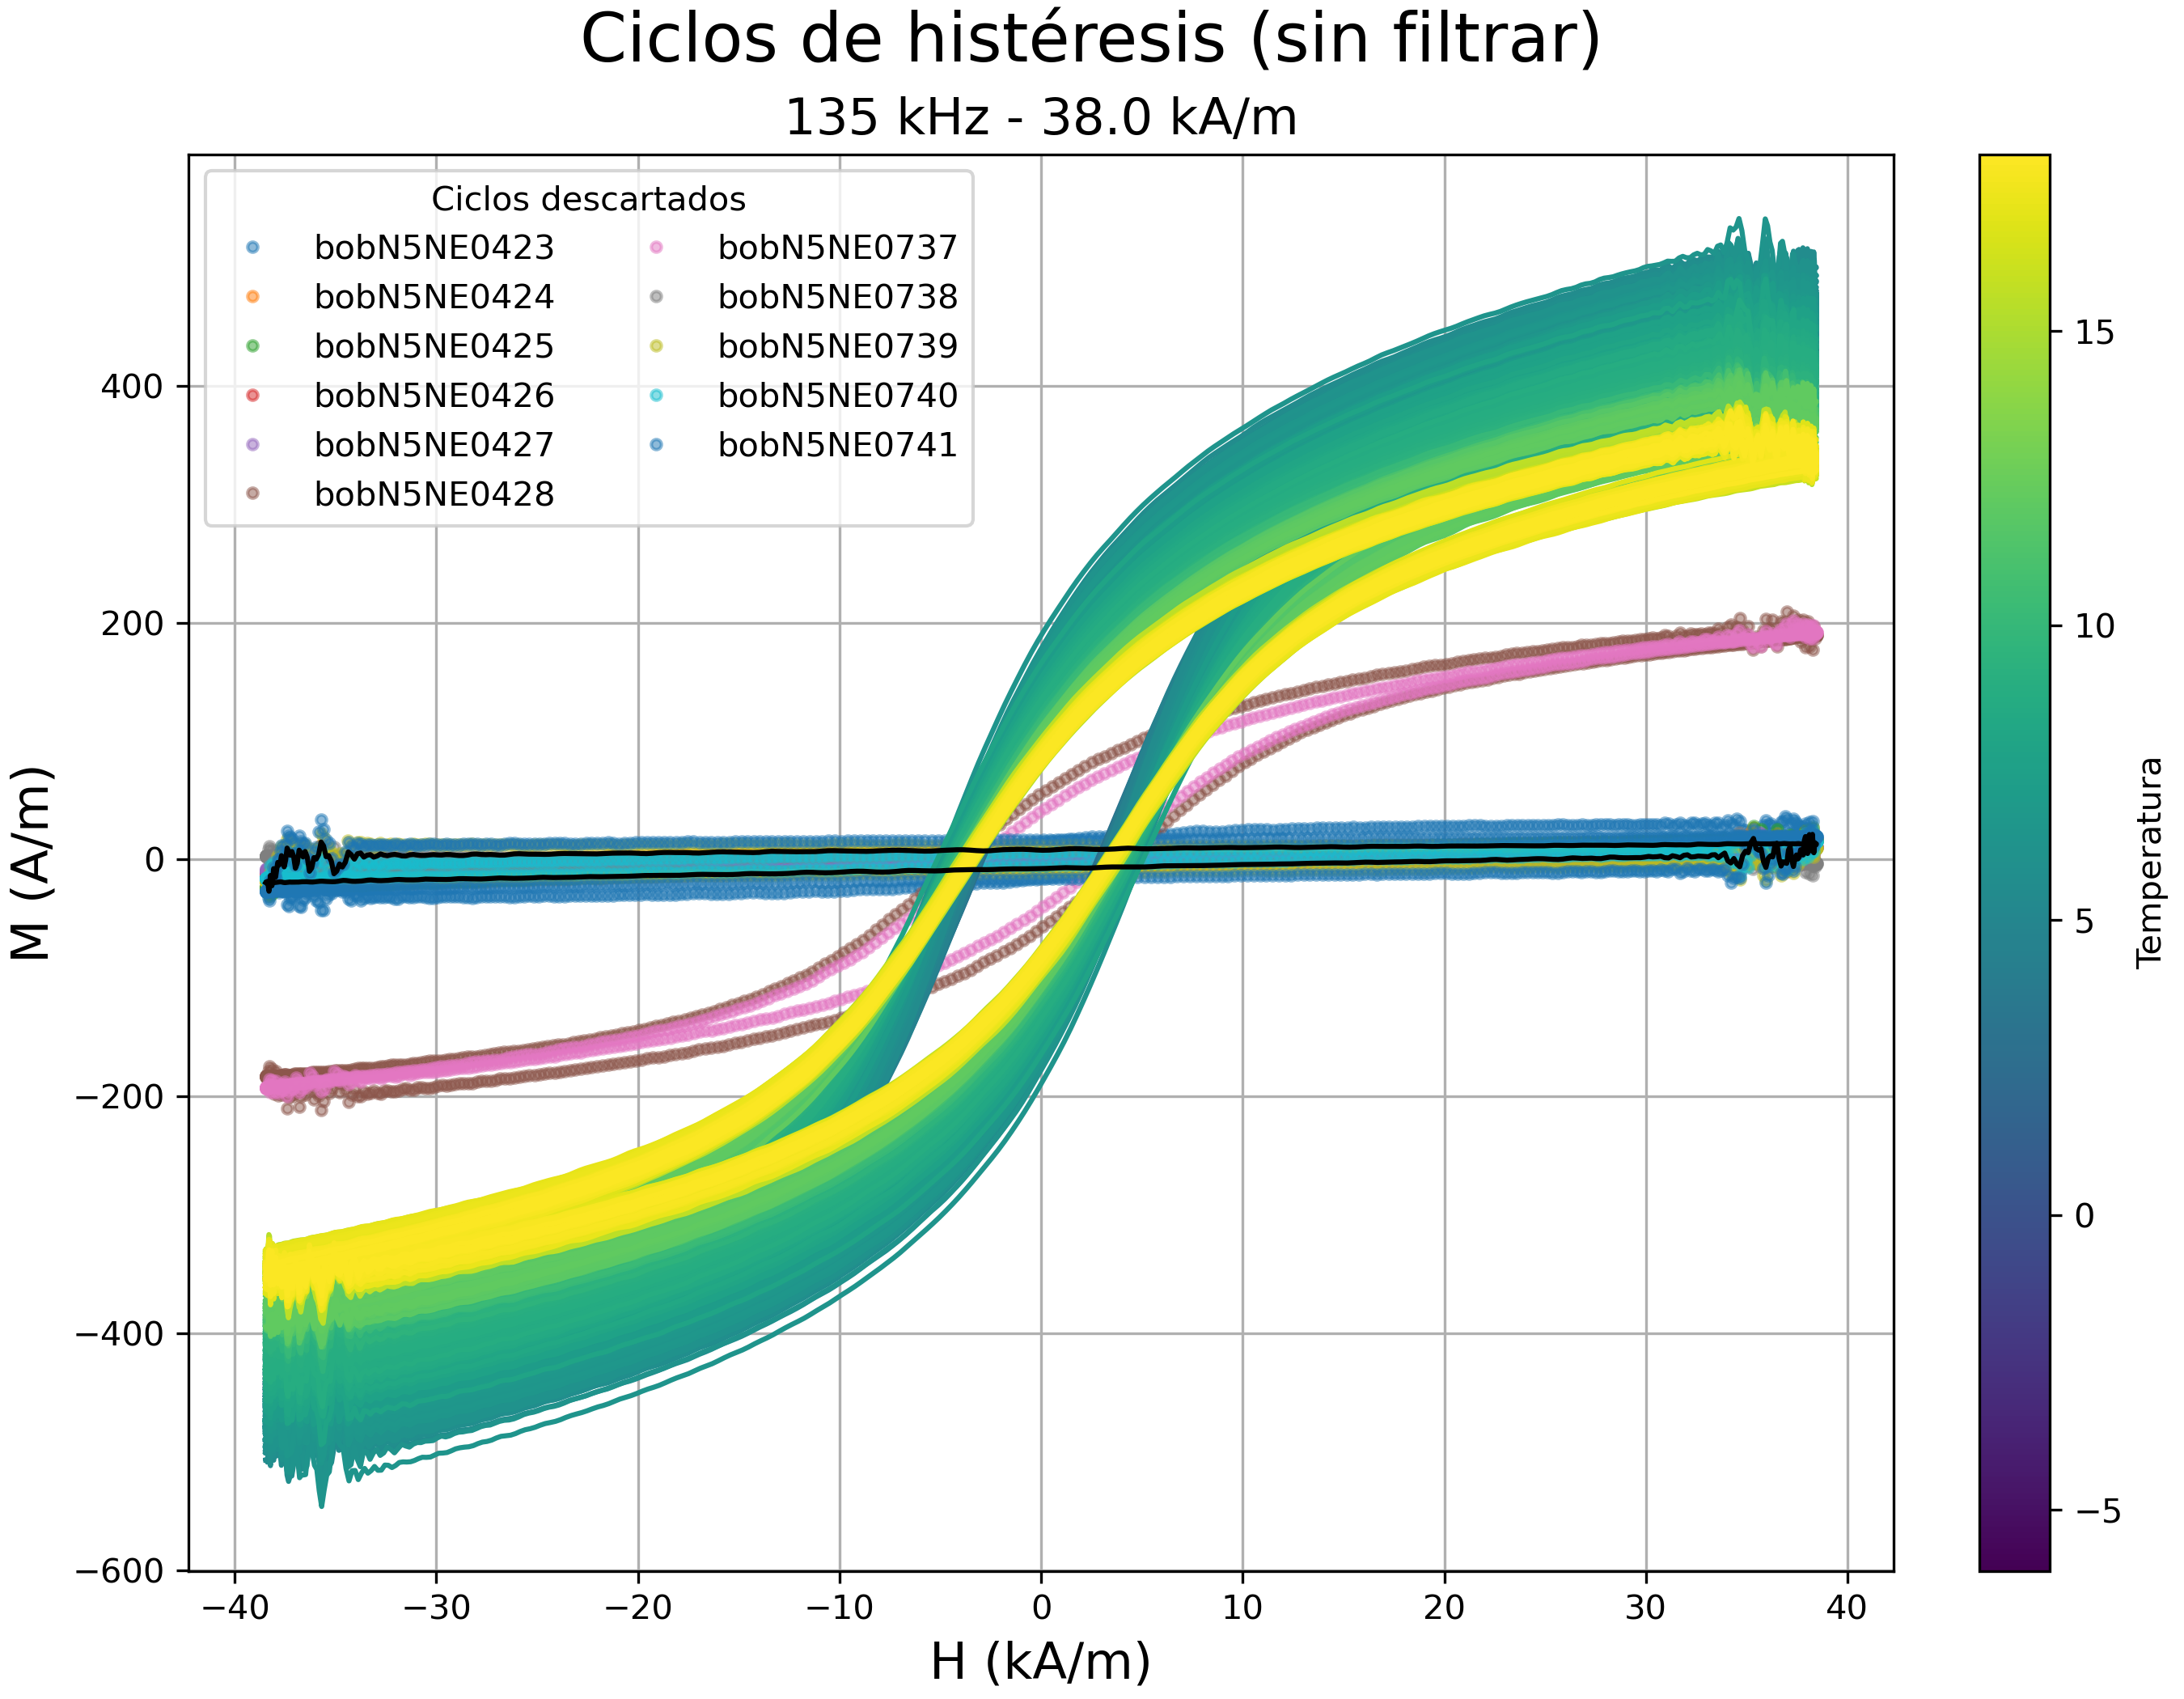 Ciclos de histéresis (sin filtrar)
135 kHz - 38.0 kA/m
Ciclos descartados
bobN5NE0423
bobN5NE0424
bobN5NE0425
bobN5NE0426
bobN5NE0427
bobN5NE0428
bobN5NE0737
bobN5NE0738
bobN5NE0739
bobN5NE0740
bobN5NE0741
M (A/m)
400
200
0
−200
−400
−600
−40
−30
−20
−10
0
10
20
30
40
H (kA/m)
15
10
5
0
−5
Temperatura